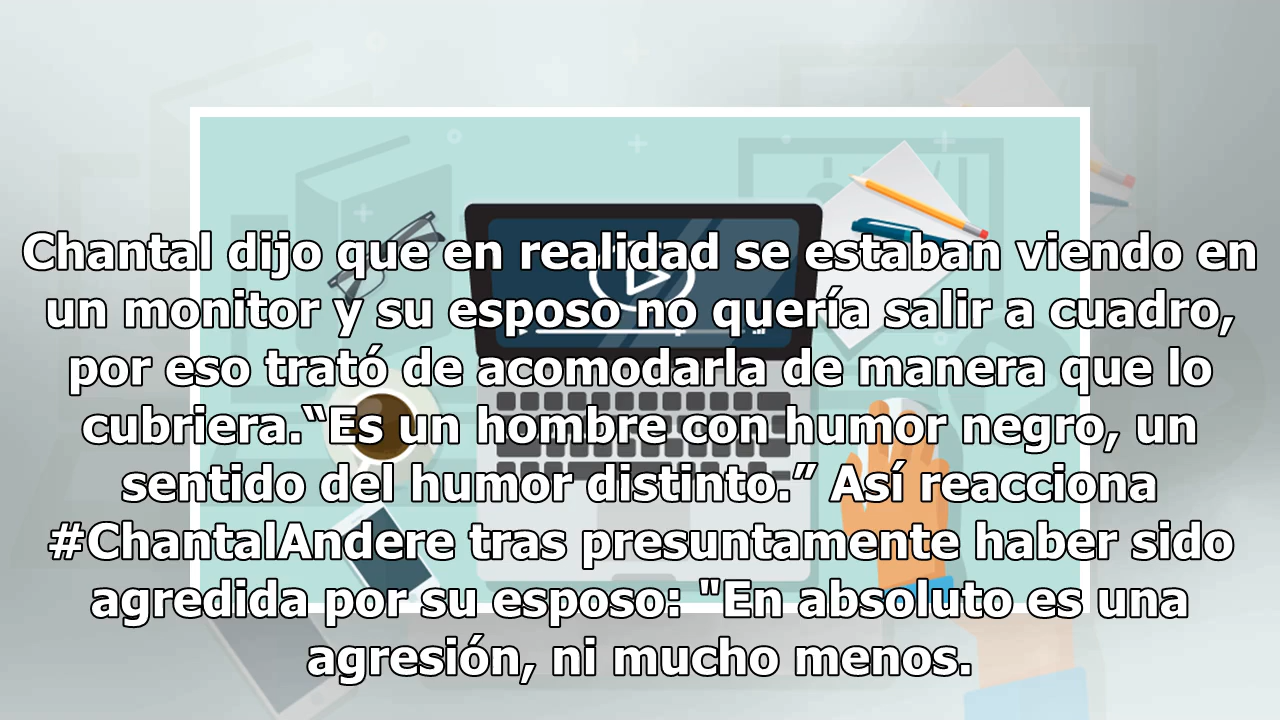 Chantal dijo que en realidad se estaban viendo en
un monitor y su esposo no quería salir a cuadro,
por eso trató de acomodarla de manera que lo
cubriera.“Es un hombre con humor negro, un
sentido del humor distinto.” Así reacciona
#ChantalAndere tras presuntamente haber sido
agredida por su esposo: "En absoluto es una
agresión, ni mucho menos.